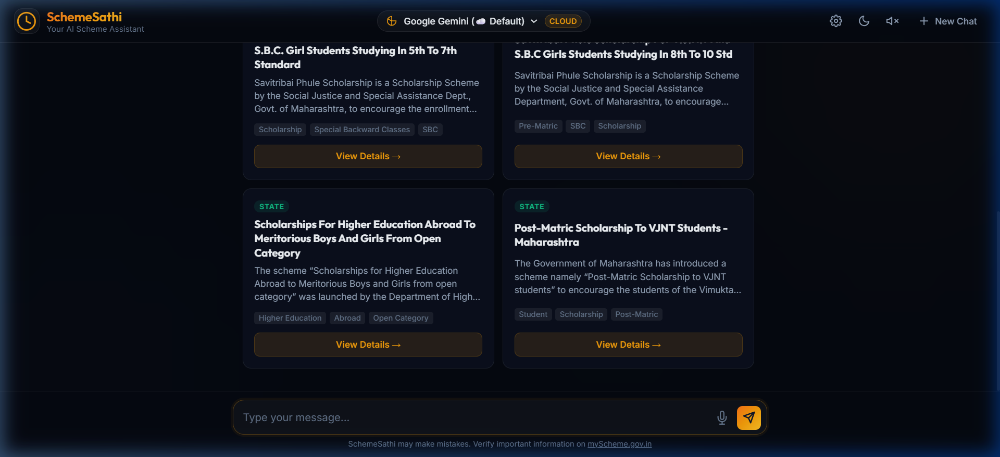 SchemeSathi
Your AI Scheme Assistant
Google Gemini (☁️ Default)
CLOUD
New Chat
S.B.C. Girl Students Studying In 5th To 7th
Standard
Savitribai Phule Scholarship is a Scholarship Scheme
by the Social Justice and Special Assistance Dept.,
Govt. of Maharashtra, to encourage the enrollment...
Scholarship
Special Backward Classes
SBC
View Details →
S.B.C Girls Students Studying In 8th To 10 Std
Savitribai Phule Scholarship is a Scholarship Scheme
by the Social Justice and Special Assistance
Department, Govt. of Maharashtra, to encourage...
Pre-Matric
SBC
Scholarship
View Details →
STATE
Scholarships For Higher Education Abroad To
Meritorious Boys And Girls From Open
Category
The scheme “Scholarships for Higher Education
Abroad to Meritorious Boys and Girls from open
category” was launched by the Department of High...
Higher Education
Abroad
Open Category
View Details →
STATE
Post-Matric Scholarship To VJNT Students -
Maharashtra
The Government of Maharashtra has introduced a
scheme namely “Post-Matric Scholarship to VJNT
students” to encourage the students of the Vimukta...
Student
Scholarship
Post-Matric
View Details →
Type your message...
SchemeSathi may make mistakes. Verify important information on myScheme.gov.in